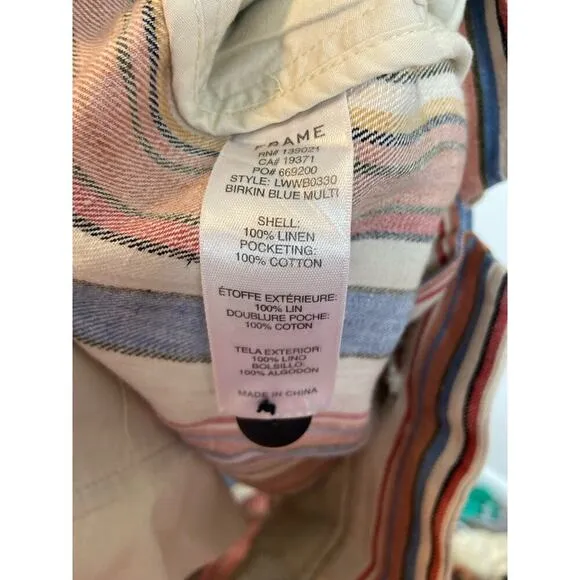 FRAME
RN# 139021
CA# 19371
PO# 669200
STYLE: LWWB0330
BIRKIN BLUE MULTI
SHELL:
100% LINEN
POCKETING:
100% COTTON
ÉTOFFE EXTÉRIEURE:
100% LIN
DOUBLURE POCHE:
100% COTON
TELA EXTERIOR:
100% LINO
BOLSILLO:
100% ALGODÓN
MADE IN CHINA